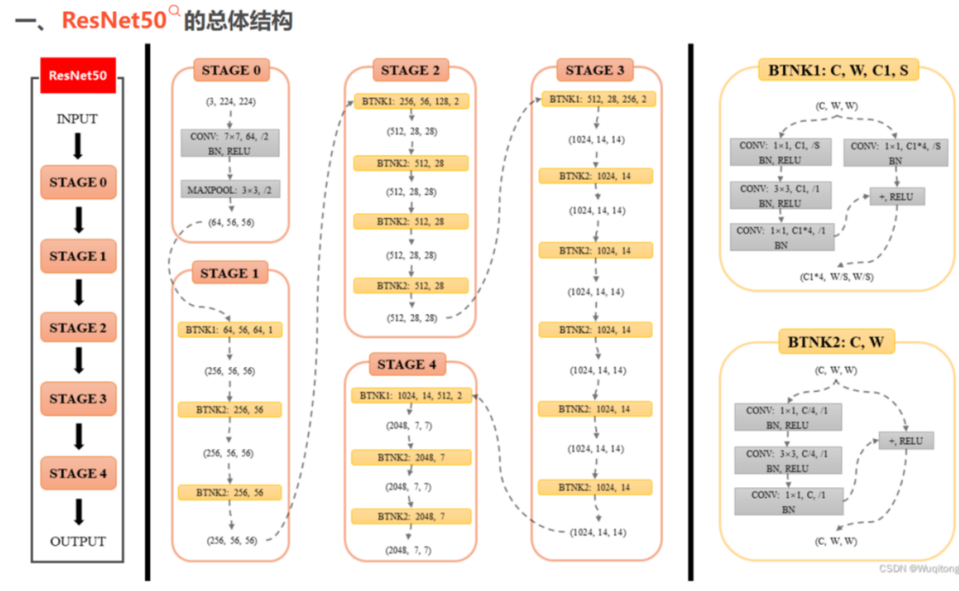 一、ResNet50的总体结构
ResNet50
INPUT
STAGE 0
STAGE 1
STAGE 2
STAGE 3
STAGE 4
OUTPUT
STAGE 0
(3, 224, 224)
CONV: 7×7, 64, /2
BN, RELU
MAXPOOL: 3×3, /2
(64, 56, 56)
STAGE 1
BTNK1: 64, 56, 64, 1
(256, 56, 56)
BTNK2: 256, 56
(256, 56, 56)
BTNK2: 256, 56
(256, 56, 56)
STAGE 2
BTNK1: 256, 56, 128, 2
(512, 28, 28)
BTNK2: 512, 28
(512, 28, 28)
BTNK2: 512, 28
(512, 28, 28)
BTNK2: 512, 28
(512, 28, 28)
STAGE 4
BTNK1: 1024, 14, 512, 2
(2048, 7, 7)
BTNK2: 2048, 7
(2048, 7, 7)
BTNK2: 2048, 7
(2048, 7, 7)
STAGE 3
BTNK1: 512, 28, 256, 2
(1024, 14, 14)
BTNK2: 1024, 14
(1024, 14, 14)
BTNK2: 1024, 14
(1024, 14, 14)
BTNK2: 1024, 14
(1024, 14, 14)
BTNK2: 1024, 14
(1024, 14, 14)
BTNK2: 1024, 14
(1024, 14, 14)
BTNK1: C, W, C1, S
(C, W, W)
CONV: 1×1, C1, /S
BN, RELU
CONV: 3×3, C1, /1
BN, RELU
CONV: 1×1, C1*4, /1
BN
CONV: 1×1, C1*4, /S
BN
+, RELU
(C1*4, W/S, W/S)
BTNK2: C, W
(C, W, W)
CONV: 1×1, C/4, /1
BN, RELU
CONV: 3×3, C/4, /1
BN, RELU
CONV: 1×1, C, /1
BN
+, RELU
(C, W, W)
CSDN @Wuqitong